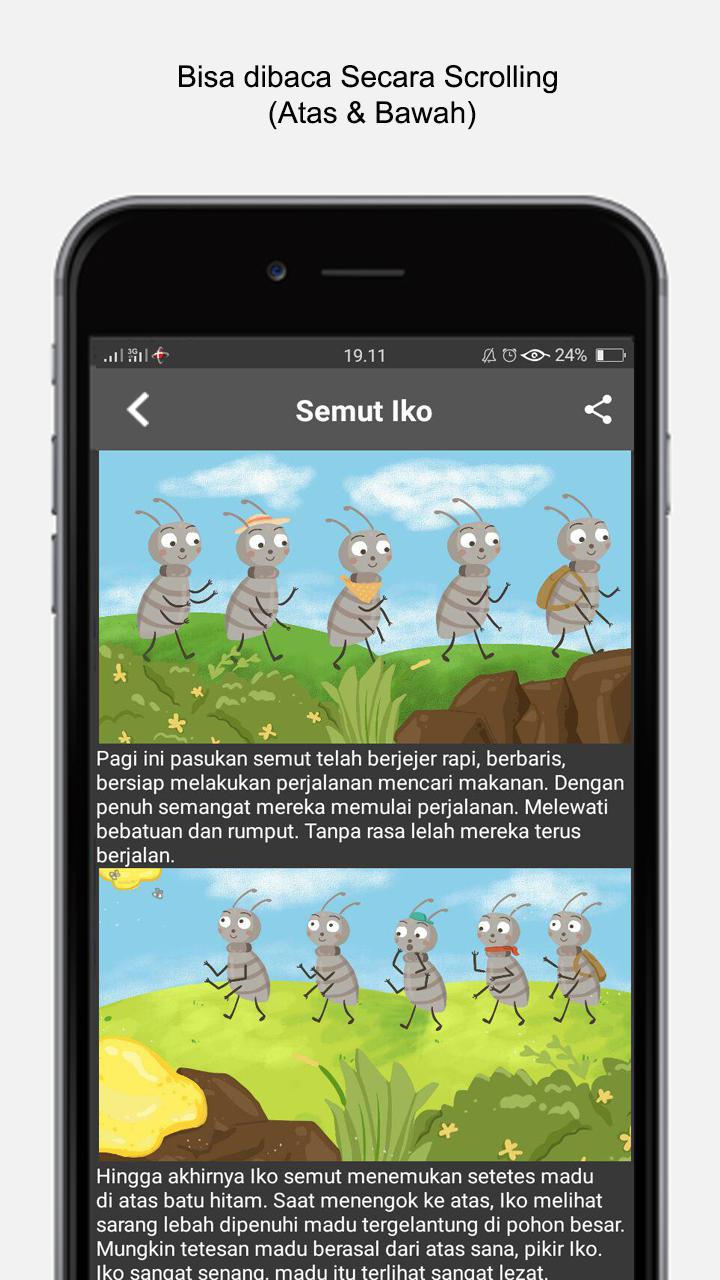 Bisa dibaca Secara Scrolling
(Atas & Bawah)
3G
19.11
24%
Semut Iko
Pagi ini pasukan semut telah berjejer rapi, berbaris,
bersiap melakukan perjalanan mencari makanan. Dengan
penuh semangat mereka memulai perjalanan. Melewati
bebatuan dan rumput. Tanpa rasa lelah mereka terus
berjalan.
Hingga akhirnya Iko semut menemukan setetes madu
di atas batu hitam. Saat menengok ke atas, Iko melihat
sarang lebah dipenuhi madu tergelantung di pohon besar.
Mungkin tetesan madu berasal dari atas sana, pikir Iko.
Iko sangat senang, madu itu terlihat sangat lezat.